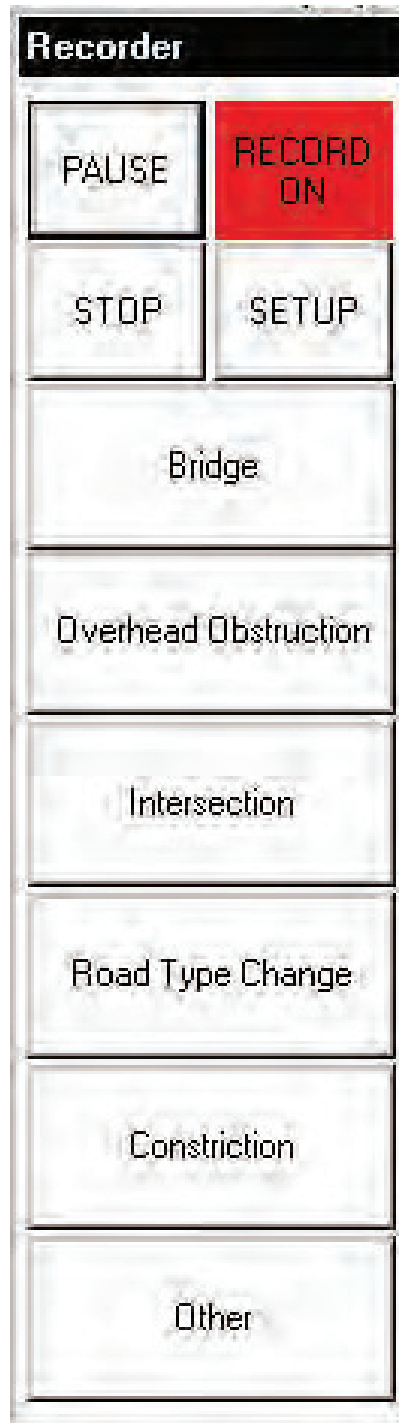 Recorder
PAUSE
RECORD
ON
STOP
SETUP
Bridge
Overhead Obstruction
Intersection
Road Type Change
Constriction
Other